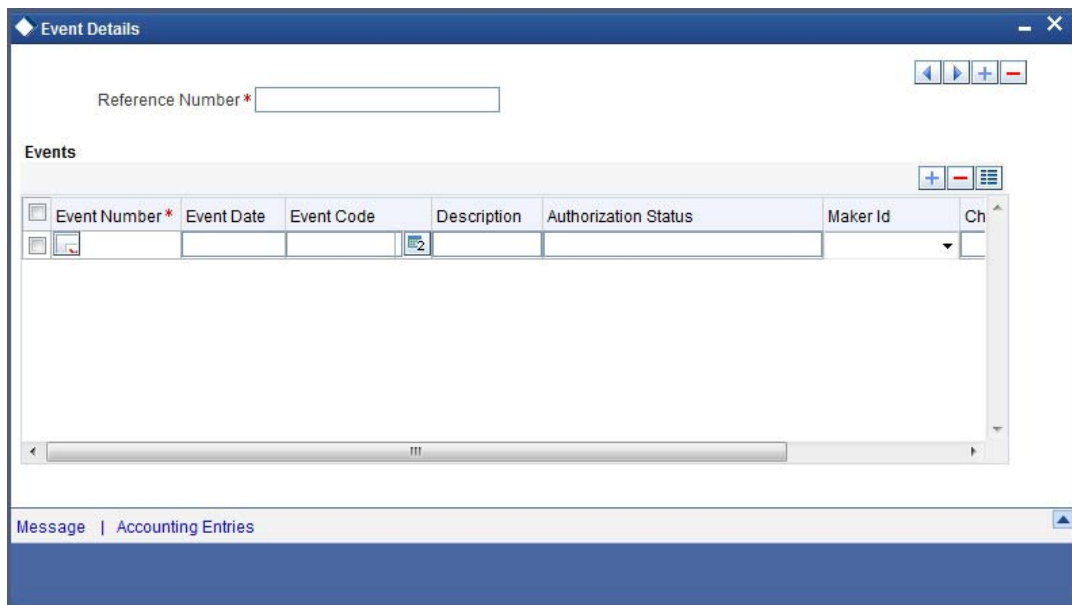 Event Details
Reference Number *
Events
Event Number * Event Date Event Code Description Authorization Status Maker Id Ch
2
Message | Accounting Entries